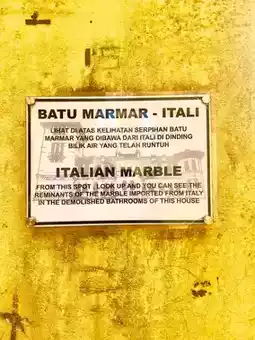 BATU MARMAR - ITALI
LIHAT DI ATAS KELIHATAN SERPIHAN BATU
MARMAR YANG DIBAWA DARI ITALI DI DINDING
BILIK AIR YANG TELAH RUNTUH
ITALIAN MARBLE
FROM THIS SPOT , LOOK UP AND YOU CAN SEE THE
REMINANTS OF THE MARBLE IMPORTED FROM ITALY
IN THE DEMOLISHED BATHROOMS OF THIS HOUSE